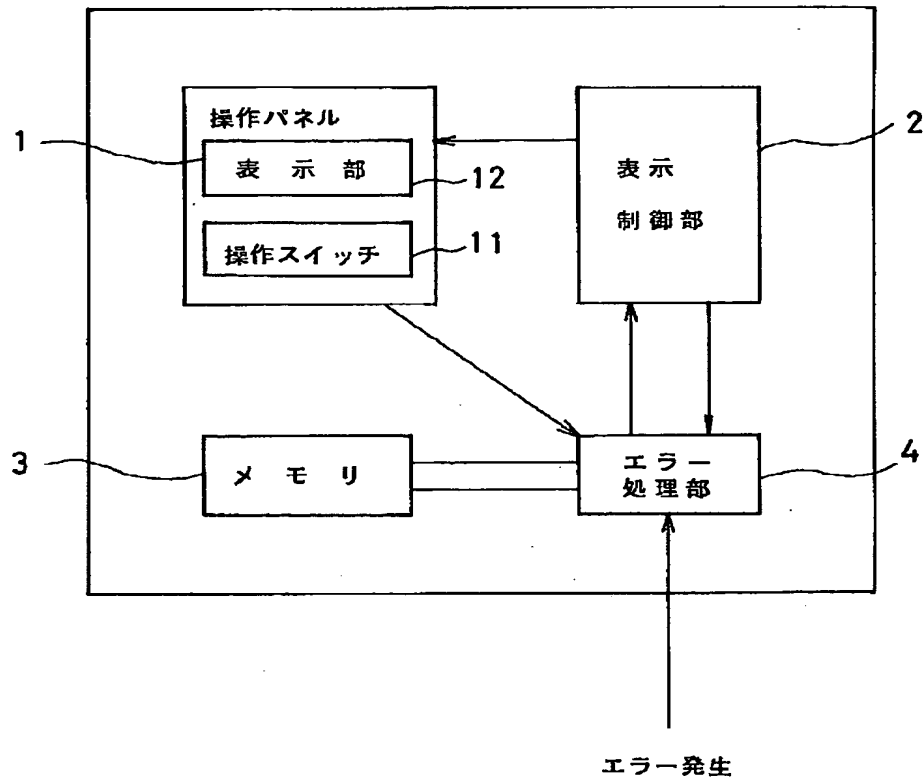 操作パネル
1
表示部
12
操作スイッチ
11
表示
制御部
2
3
メモリ
エラー
処理部
4
エラー発生